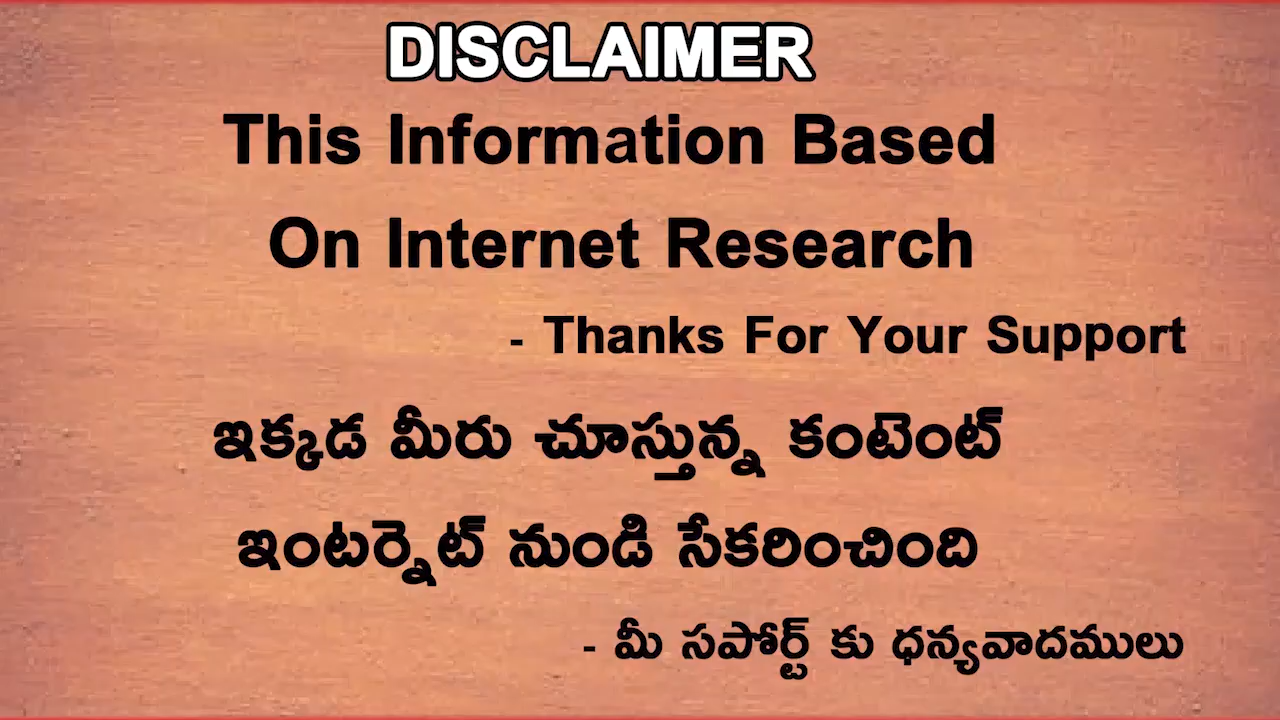 DISCLAIMER
This Information Based
On Internet Research
- Thanks For Your Support
ఇక్కడ మీరు చూస్తున్న కంటెంట్
ఇంటర్నెట్ నుండి సేకరించింది
- మీ సపోర్ట్ కు ధన్యవాదములు